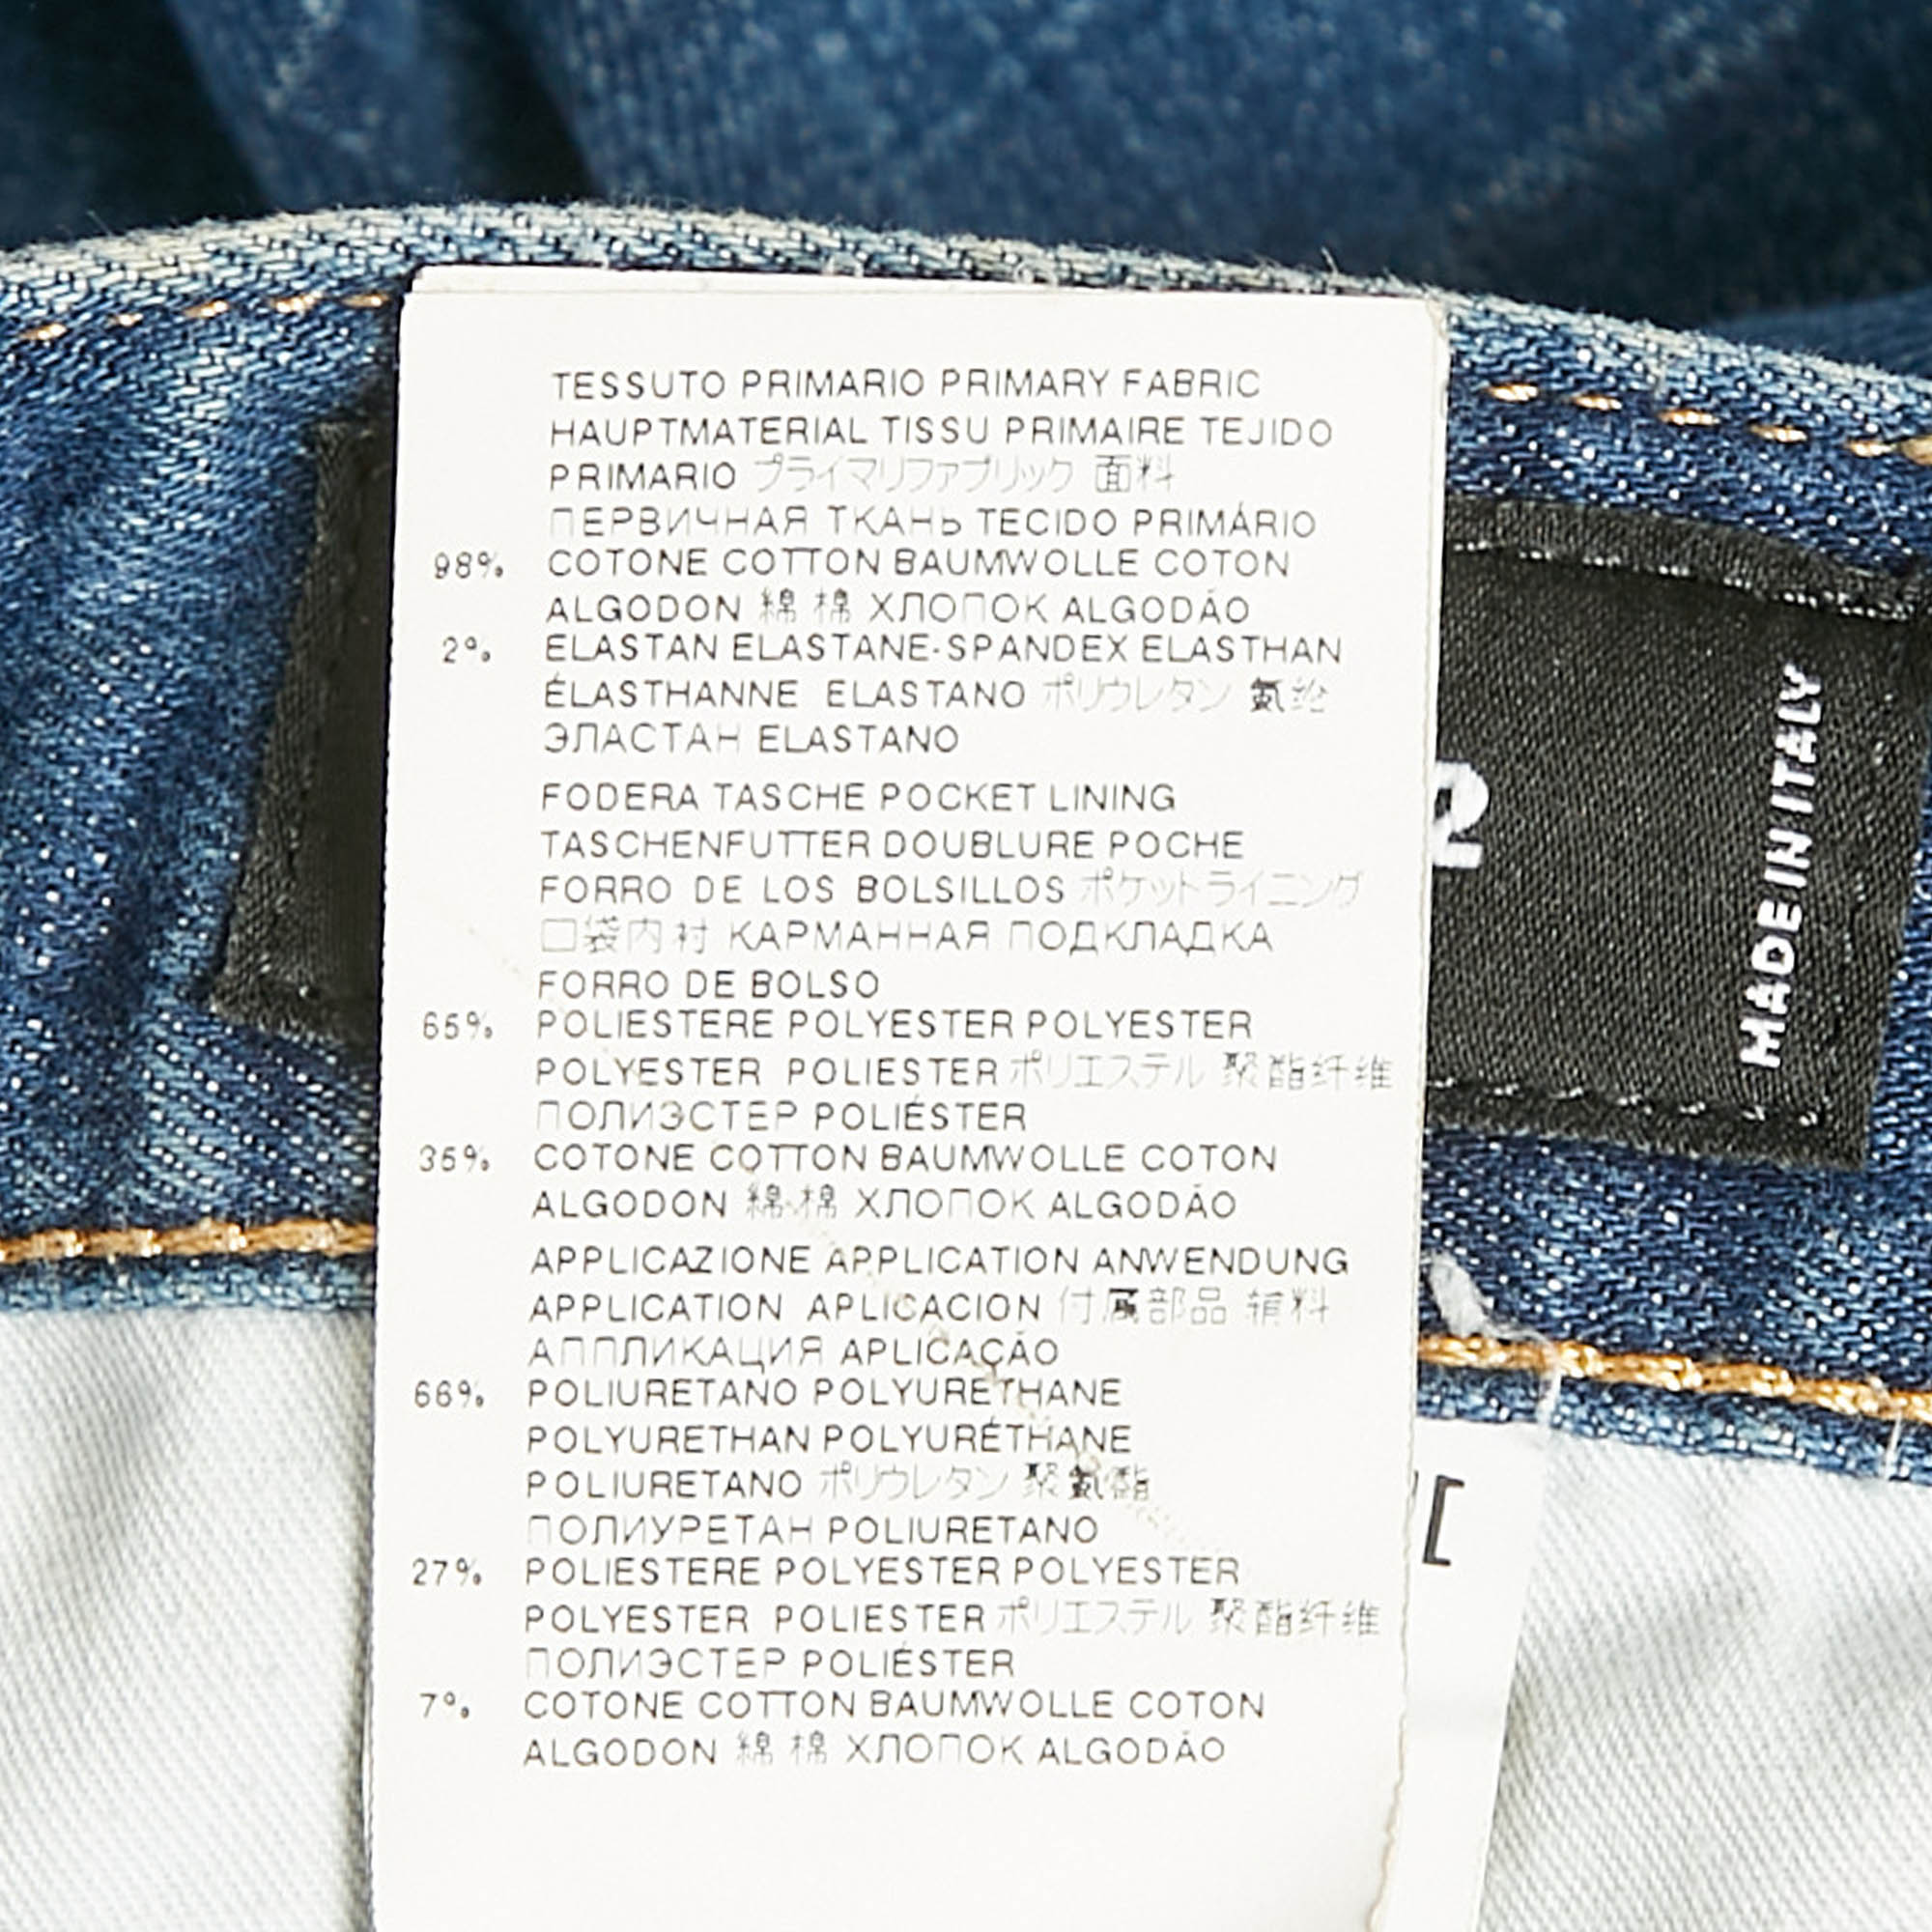 TESSUTO PRIMARIO PRIMARY FABRIC
HAUPTMATERIAL TISSU PRIMAIRE TEJIDO
PRIMARIO プライマリファブリック 面料
ПЕРВИЧНАЯ ТКАНЬ TECIDO PRIMÁRIO
98% COTONE COTTON BAUMWOLLE COTON
ALGODON 綿 棉 ХЛОПОК ALGODÃO
2% ELASTAN ELASTANE-SPANDEX ELASTHAN
ÉLASTHANNE ELASTANO ポリウレタン 氨纶
ЭЛАСТАН ELASTANO
FODERA TASCHE POCKET LINING
TASCHENFUTTER DOUBLURE POCHE
FORRO DE LOS BOLSILLOS ポケットライニング
口袋内衬 КАРМАННАЯ ПОДКЛАДКА
FORRO DE BOLSO
65% POLIESTERE POLYESTER POLYESTER
POLYESTER POLIESTER ポリエステル 聚酯纤维
ПОЛИЭСТЕР POLIÉSTER
35% COTONE COTTON BAUMWOLLE COTON
ALGODON 綿 棉 ХЛОПОК ALGODÃO
APPLICAZIONE APPLICATION ANWENDUNG
APPLICATION APLICACION 付属部品 辅料
АППЛИКАЦИЯ APLICAÇÃO
66% POLIURETANO POLYURETHANE
POLYURETHAN POLYURÉTHANE
POLIURETANO ポリウレタン 聚氨酯
ПОЛИУРЕТАН POLIURETANO
27% POLIESTERE POLYESTER POLYESTER
POLYESTER POLIESTER ポリエステル 聚酯纤维
ПОЛИЭСТЕР POLIÉSTER
7% COTONE COTTON BAUMWOLLE COTON
ALGODON 綿 棉 ХЛОПОК ALGODÃO
MADE IN ITALY